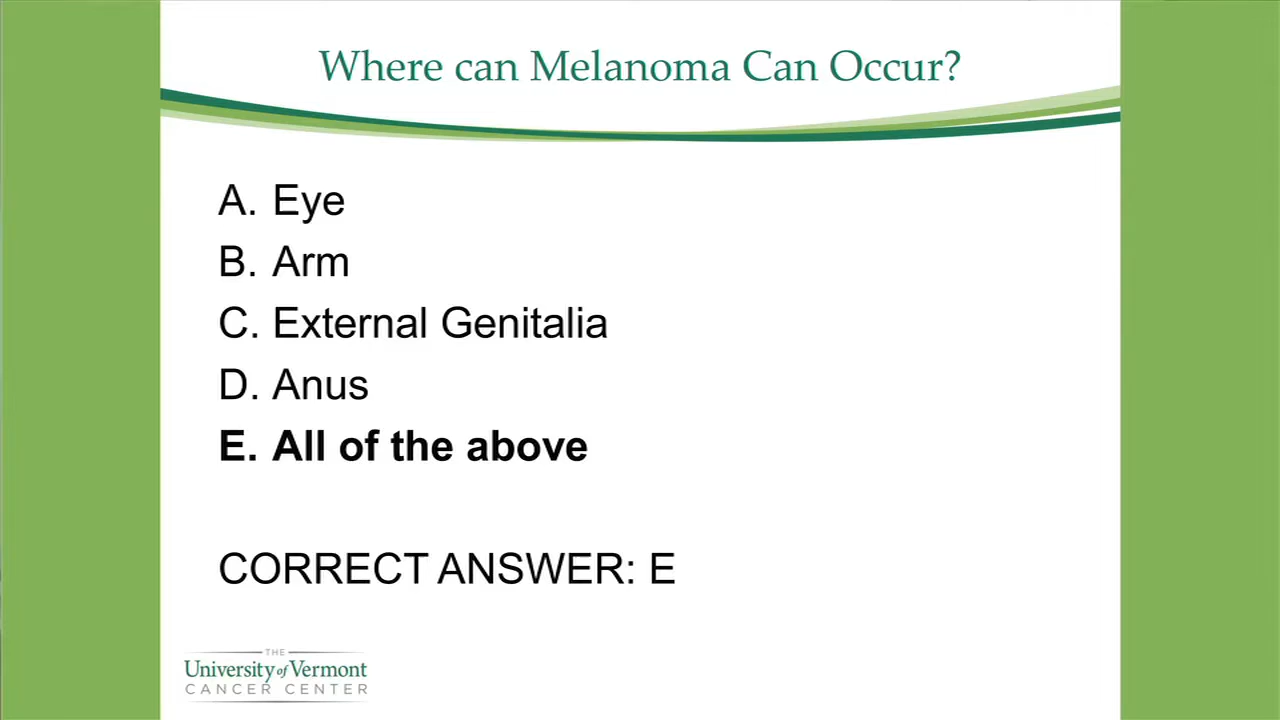 Where can Melanoma Can Occur?
A. Eye
B. Arm
C. External Genitalia
D. Anus
E. All of the above
CORRECT ANSWER: E
THE
University of Vermont
CANCER CENTER